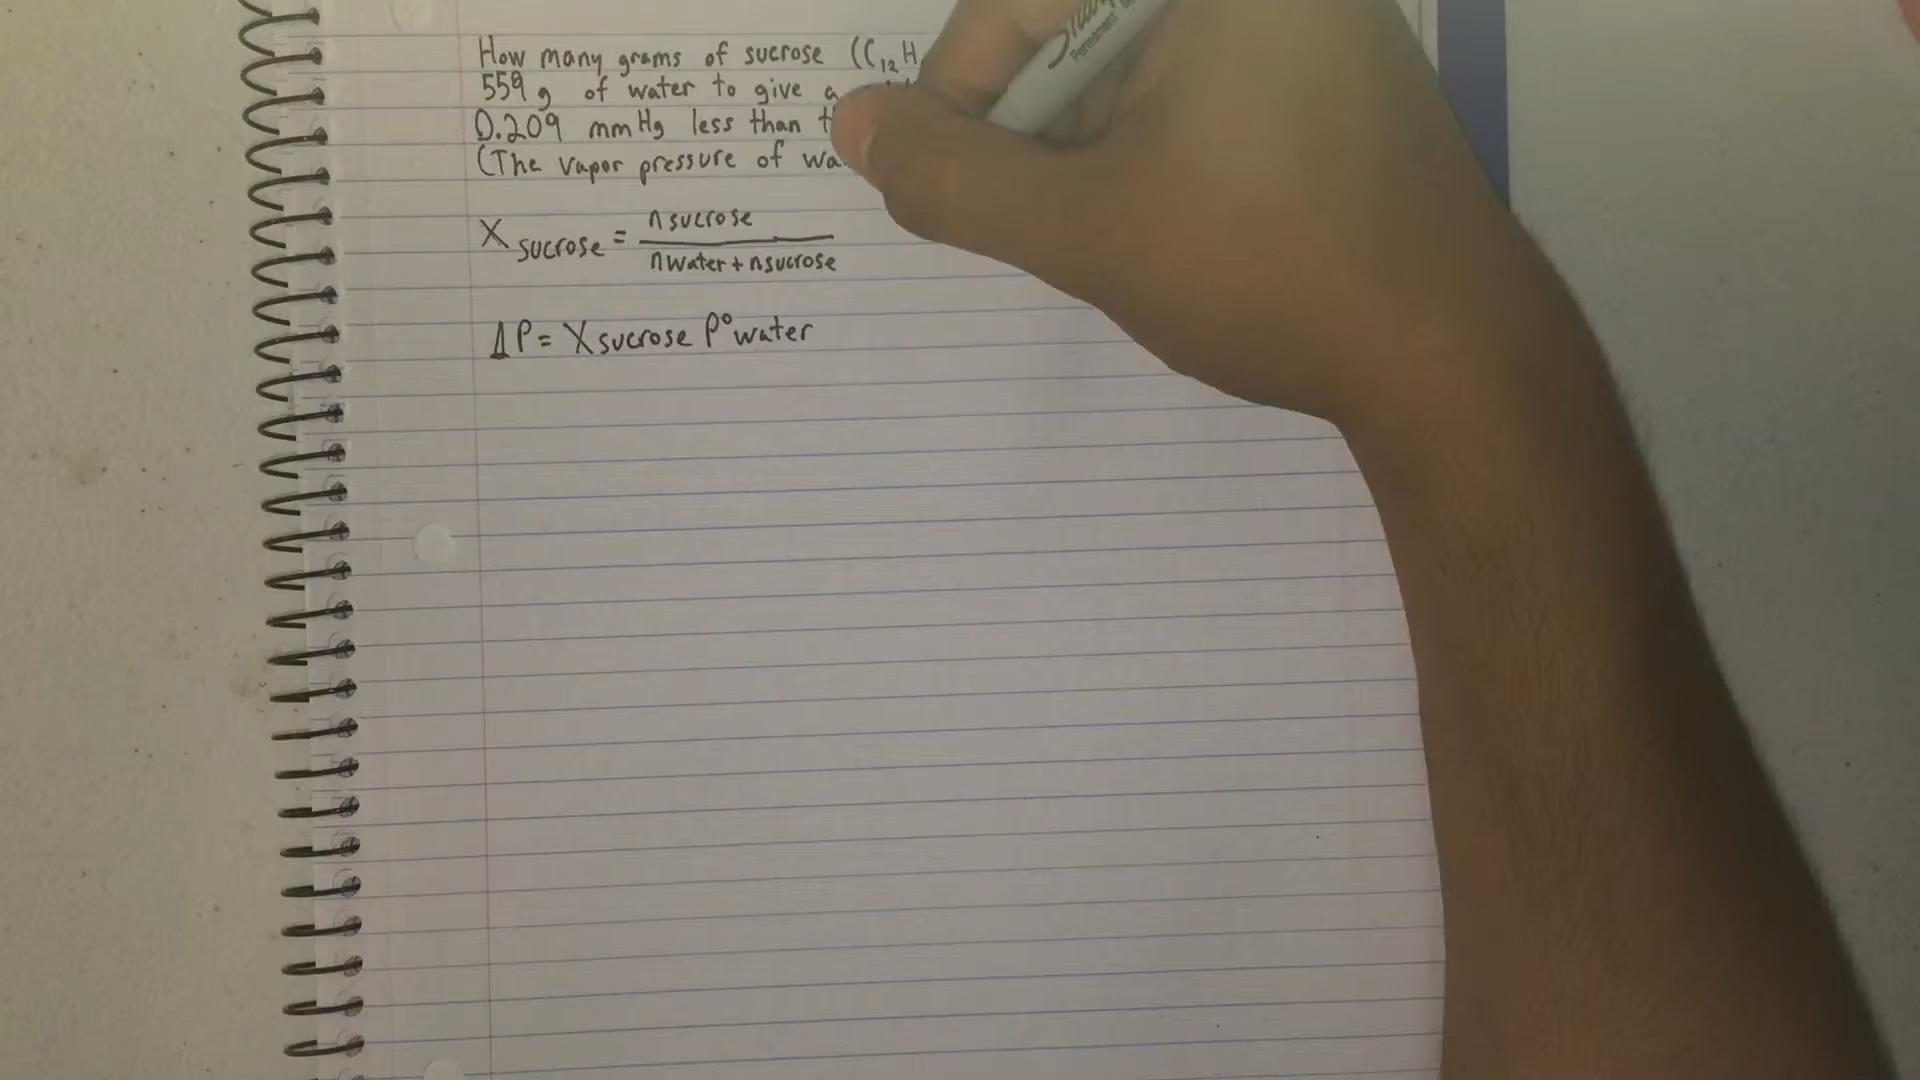 How many grams of sucrose (C₁₂H
559 g of water to give a
0.209 mmHg less than
(The vapor pressure of
X sucrose = n sucrose / n water + n sucrose
ΔP = X sucrose P° water
Permanent